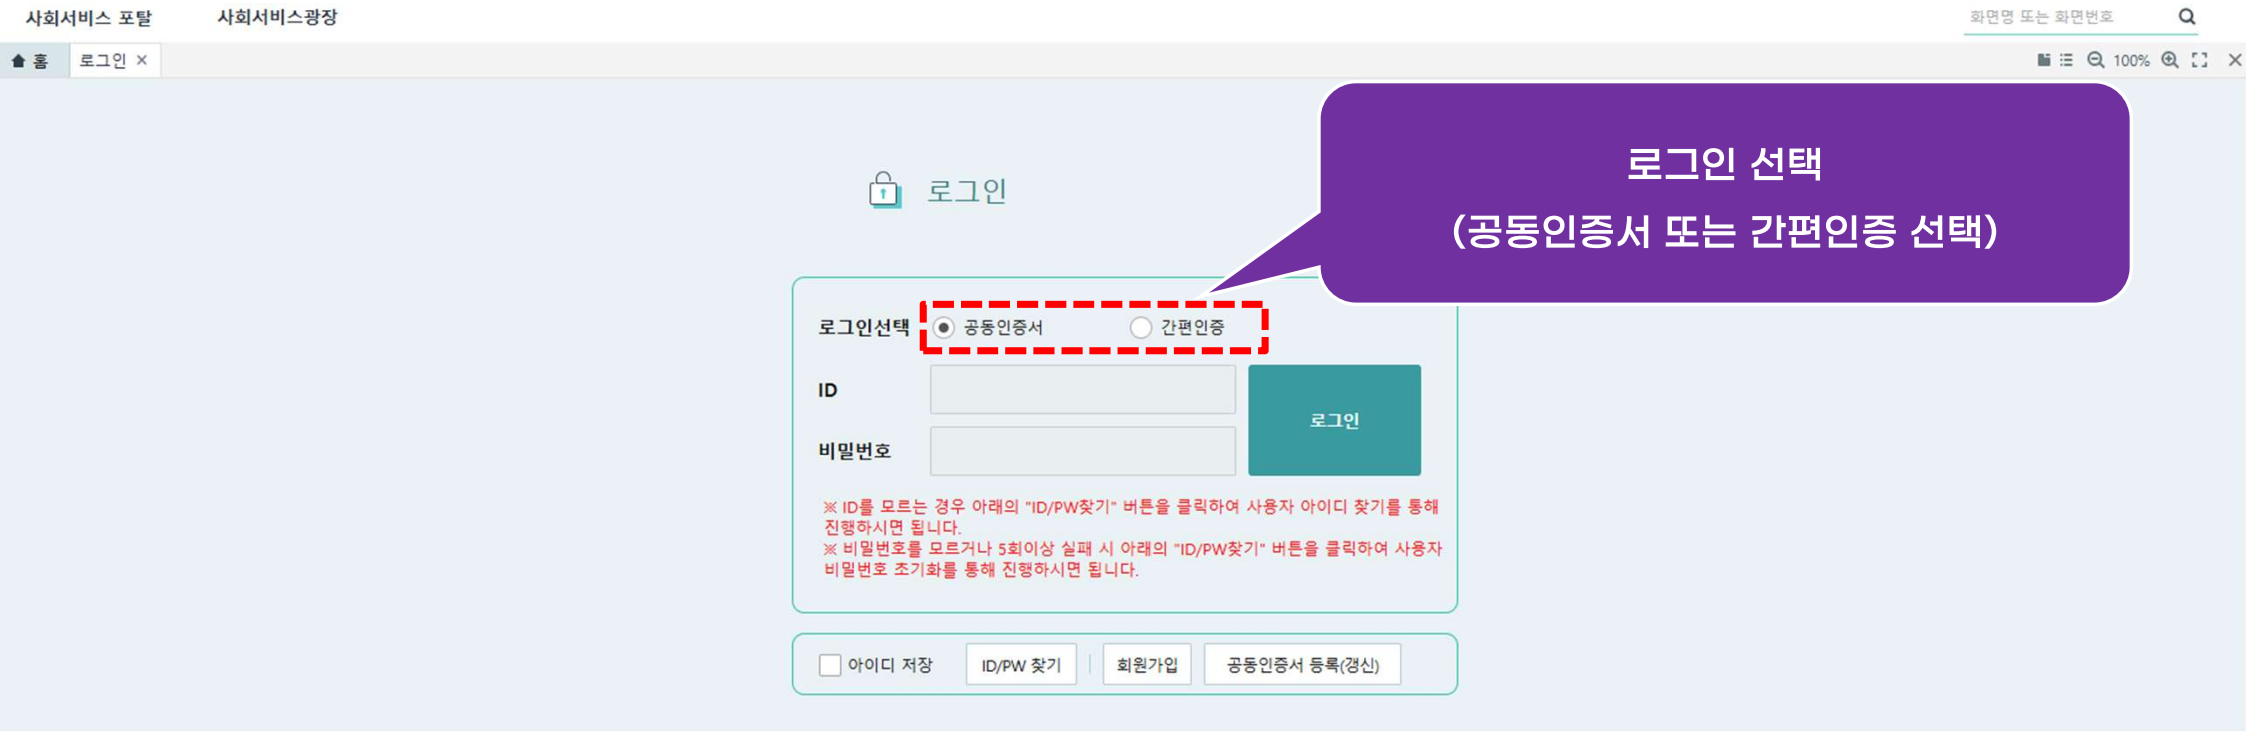 사회서비스 포탈 사회서비스광장 화면명 또는 화면번호
홈 로그인 × 100%
로그인 선택
(공동인증서 또는 간편인증 선택)
로그인
로그인선택 공동인증서 간편인증
ID
로그인
비밀번호
※ ID를 모르는 경우 아래의 "ID/PW찾기" 버튼을 클릭하여 사용자 아이디 찾기를 통해
진행하시면 됩니다.
※ 비밀번호를 모르거나 5회이상 실패 시 아래의 "ID/PW찾기" 버튼을 클릭하여 사용자
비밀번호 초기화를 통해 진행하시면 됩니다.
아이디 저장 ID/PW 찾기 회원가입 공동인증서 등록(갱신)